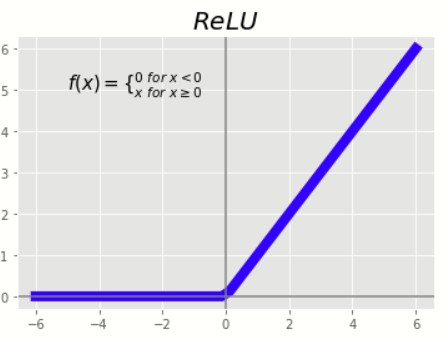 ReLU
f(x) = {0 for x < 0
x for x ≥ 0
6
5
4
3
2
1
0
−6 −4 −2 0 2 4 6